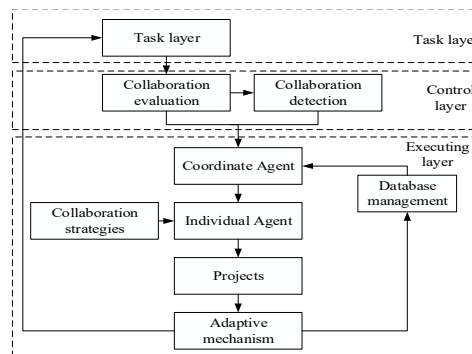 Task layer
Task laye
Collaboration
evaluation
Collaboration
detection
Control
layer
Executing
layer
Coordinate Agent
Database
management
Collaboration
strategies
Individual Agent
Projects
Adaptive
mechanism